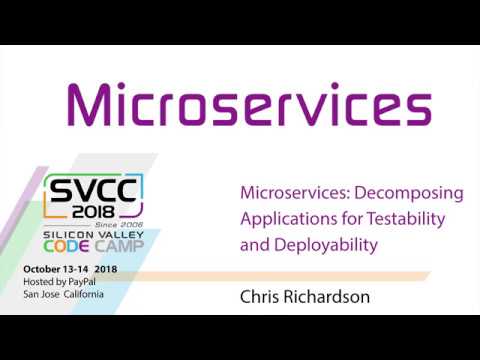 Microservices
SVCC
2018
Since 2006
SILICON VALLEY
CODE CAMP
October 13-14 2018
Hosted by PayPal
San Jose California
Microservices: Decomposing
Applications for Testability
and Deployability
Chris Richardson